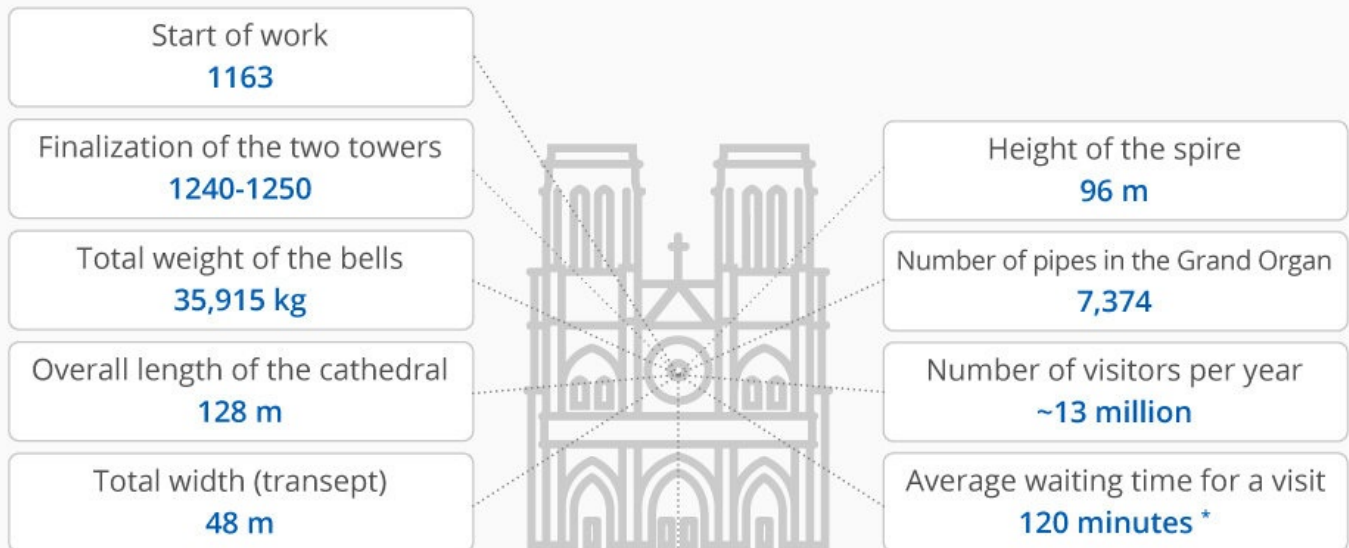 Start of work
1163
Finalization of the two towers
1240-1250
Total weight of the bells
35,915 kg
Overall length of the cathedral
128 m
Total width (transept)
48 m
Height of the spire
96 m
Number of pipes in the Grand Organ
7,374
Number of visitors per year
~13 million
Average waiting time for a visit
120 minutes *